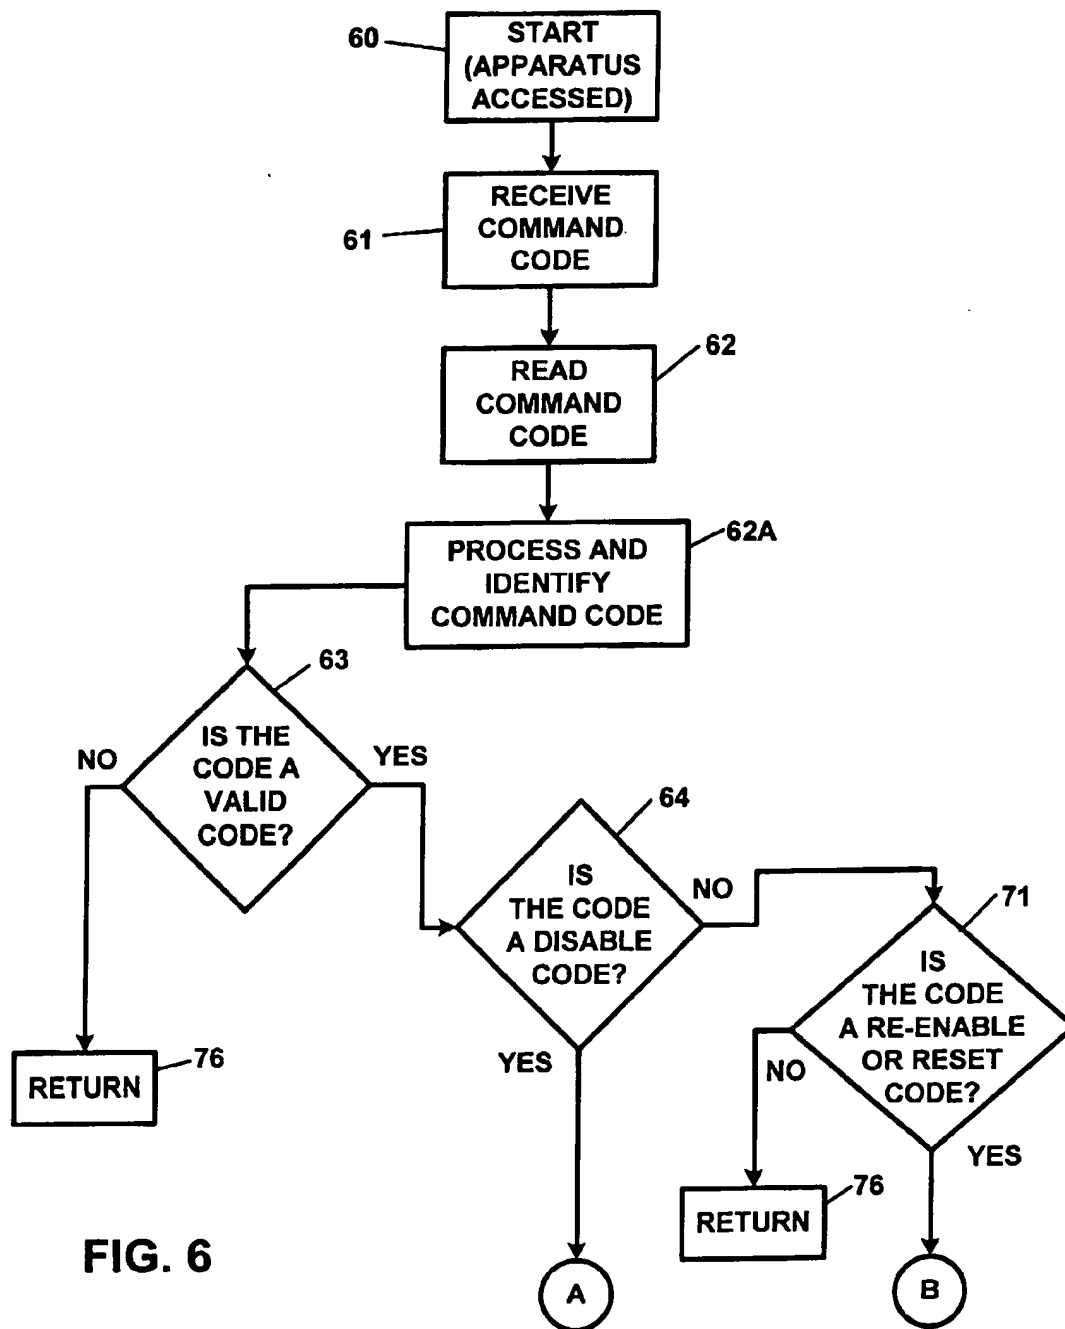 60
START
(APPARATUS
ACCESSED)
61
RECEIVE
COMMAND
CODE
62
READ
COMMAND
CODE
62A
PROCESS AND
IDENTIFY
COMMAND CODE
63
IS THE
CODE A
VALID
CODE?
NO
YES
64
IS
THE CODE
A DISABLE
CODE?
NO
YES
71
IS
THE CODE
A RE-ENABLE
OR RESET
CODE?
NO
YES
RETURN
76
RETURN
76
A
B
FIG. 6